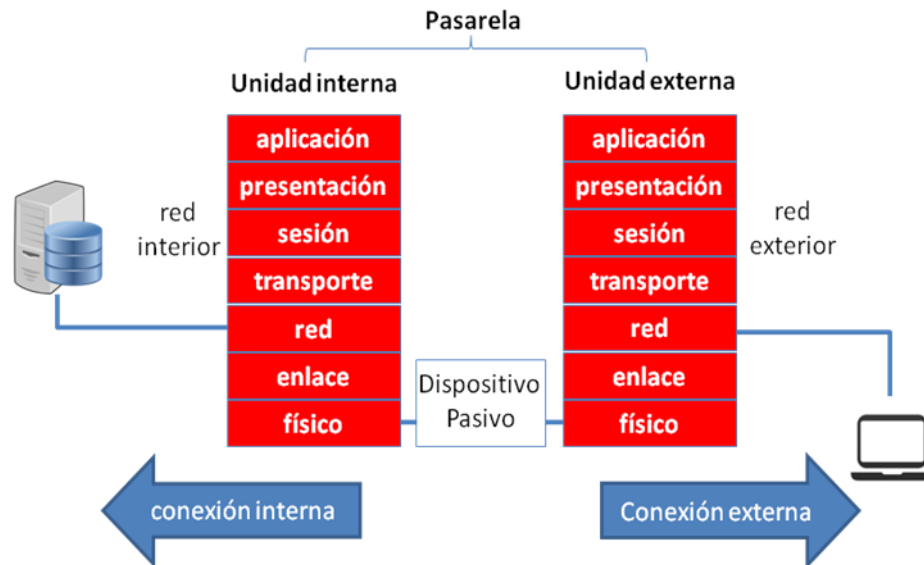 Pasarela
Unidad interna
Unidad externa
aplicación
presentación
sesión
transporte
red
enlace
físico
aplicación
presentación
sesión
transporte
red
enlace
físico
red
interior
red
exterior
Dispositivo
Pasivo
conexión interna
Conexión externa